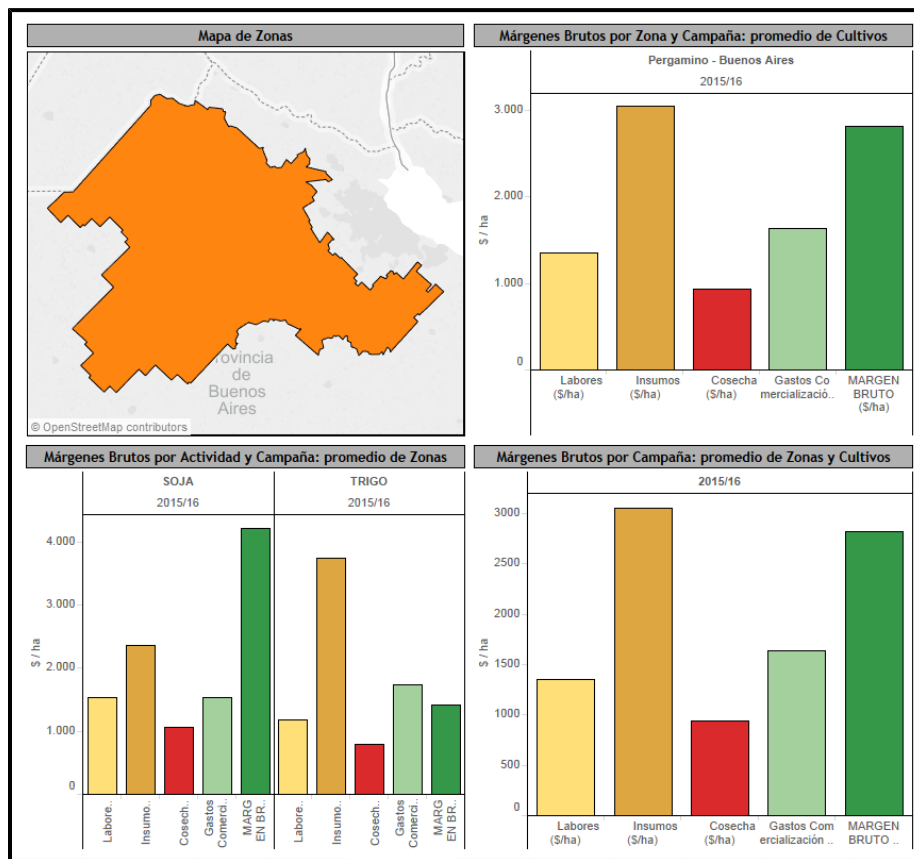 Mapa de Zonas
Provincia
de
Buenos
Aires
© OpenStreetMap contributors
Márgenes Brutos por Zona y Campaña: promedio de Cultivos
Pergamino - Buenos Aires
2015/16
3.000
2.000
1.000
0
$ / ha
Labores
($/ha)
Insumos
($/ha)
Cosecha
($/ha)
Gastos Co
mercializació..
MARGEN
BRUTO
($/ha)
Márgenes Brutos por Actividad y Campaña: promedio de Zonas
SOJA
TRIGO
2015/16
2015/16
4.000
3.000
2.000
1.000
0
$ / ha
Labore..
Insumo..
Cosech..
Gastos
Comerci..
MARG
EN BR..
Labore..
Insumo..
Cosech..
Gastos
Comerci..
MARG
EN BR..
Márgenes Brutos por Campaña: promedio de Zonas y Cultivos
2015/16
3000
2500
2000
1500
1000
500
0
$ / ha
Labores
($/ha)
Insumos
($/ha)
Cosecha
($/ha)
Gastos Com
ercialización ..
MARGEN
BRUTO ..